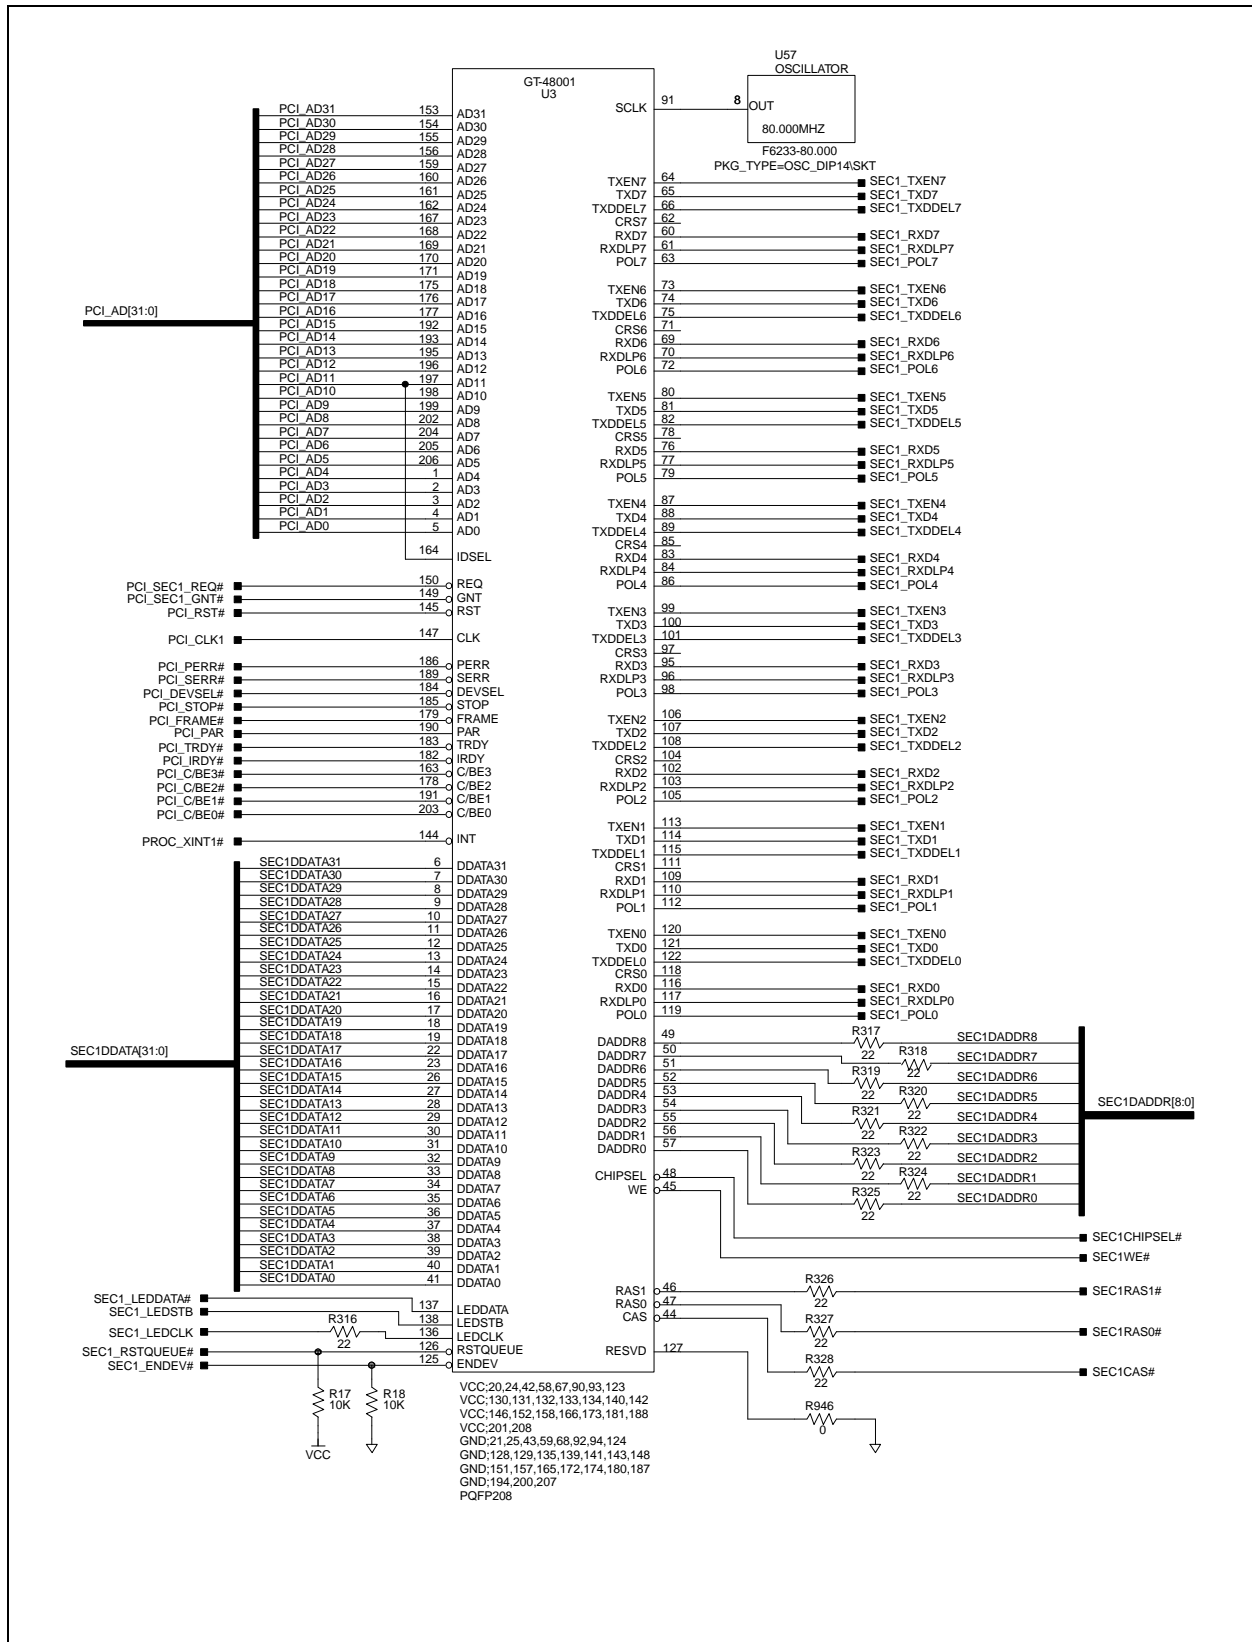 U57
OSCILLATOR
8 OUT
80.000MHZ
F6233-80.000
PKG_TYPE=OSC_DIP14\SKT
GT-48001
U3
SCLK 91
PCI_AD[31:0]
PCI_AD31 153 AD31
PCI_AD30 154 AD30
PCI_AD29 155 AD29
PCI_AD28 156 AD28
PCI_AD27 159 AD27
PCI_AD26 160 AD26
PCI_AD25 161 AD25
PCI_AD24 162 AD24
PCI_AD23 167 AD23
PCI_AD22 168 AD22
PCI_AD21 169 AD21
PCI_AD20 170 AD20
PCI_AD19 171 AD19
PCI_AD18 175 AD18
PCI_AD17 176 AD17
PCI_AD16 177 AD16
PCI_AD15 192 AD15
PCI_AD14 193 AD14
PCI_AD13 195 AD13
PCI_AD12 196 AD12
PCI_AD11 197 AD11
PCI_AD10 198 AD10
PCI_AD9 199 AD9
PCI_AD8 202 AD8
PCI_AD7 204 AD7
PCI_AD6 205 AD6
PCI_AD5 206 AD5
PCI_AD4 1 AD4
PCI_AD3 2 AD3
PCI_AD2 3 AD2
PCI_AD1 4 AD1
PCI_AD0 5 AD0
164 IDSEL
PCI_SEC1_REQ# 150 REQ
PCI_SEC1_GNT# 149 GNT
PCI_RST# 145 RST
PCI_CLK1 147 CLK
PCI_PERR# 186 PERR
PCI_SERR# 189 SERR
PCI_DEVSEL# 184 DEVSEL
PCI_STOP# 185 STOP
PCI_FRAME# 179 FRAME
PCI_PAR 190 PAR
PCI_TRDY# 183 TRDY
PCI_IRDY# 182 IRDY
PCI_C/BE3# 163 C/BE3
PCI_C/BE2# 178 C/BE2
PCI_C/BE1# 191 C/BE1
PCI_C/BE0# 203 C/BE0
PROC_XINT1# 144 INT
SEC1DDATA[31:0]
SEC1DDATA31 6 DDATA31
SEC1DDATA30 7 DDATA30
SEC1DDATA29 8 DDATA29
SEC1DDATA28 9 DDATA28
SEC1DDATA27 10 DDATA27
SEC1DDATA26 11 DDATA26
SEC1DDATA25 12 DDATA25
SEC1DDATA24 13 DDATA24
SEC1DDATA23 14 DDATA23
SEC1DDATA22 15 DDATA22
SEC1DDATA21 16 DDATA21
SEC1DDATA20 17 DDATA20
SEC1DDATA19 18 DDATA19
SEC1DDATA18 19 DDATA18
SEC1DDATA17 22 DDATA17
SEC1DDATA16 23 DDATA16
SEC1DDATA15 26 DDATA15
SEC1DDATA14 27 DDATA14
SEC1DDATA13 28 DDATA13
SEC1DDATA12 29 DDATA12
SEC1DDATA11 30 DDATA11
SEC1DDATA10 31 DDATA10
SEC1DDATA9 32 DDATA9
SEC1DDATA8 33 DDATA8
SEC1DDATA7 34 DDATA7
SEC1DDATA6 35 DDATA6
SEC1DDATA5 36 DDATA5
SEC1DDATA4 37 DDATA4
SEC1DDATA3 38 DDATA3
SEC1DDATA2 39 DDATA2
SEC1DDATA1 40 DDATA1
SEC1DDATA0 41 DDATA0
SEC1_LEDDATA# 137 LEDDATA
SEC1_LEDSTB 138 LEDSTB
SEC1_LEDCLK R316 22 136 LEDCLK
SEC1_RSTQUEUE# 126 RSTQUEUE
SEC1_ENDEV# 125 ENDEV
R17
10K
VCC
R18
10K
TXEN7 64 SEC1_TXEN7
TXD7 65 SEC1_TXD7
TXDDEL7 66 SEC1_TXDDEL7
CRS7 62
RXD7 60 SEC1_RXD7
RXDLP7 61 SEC1_RXDLP7
POL7 63 SEC1_POL7
TXEN6 73 SEC1_TXEN6
TXD6 74 SEC1_TXD6
TXDDEL6 75 SEC1_TXDDEL6
CRS6 71
RXD6 69 SEC1_RXD6
RXDLP6 70 SEC1_RXDLP6
POL6 72 SEC1_POL6
TXEN5 80 SEC1_TXEN5
TXD5 81 SEC1_TXD5
TXDDEL5 82 SEC1_TXDDEL5
CRS5 78
RXD5 76 SEC1_RXD5
RXDLP5 77 SEC1_RXDLP5
POL5 79 SEC1_POL5
TXEN4 87 SEC1_TXEN4
TXD4 88 SEC1_TXD4
TXDDEL4 89 SEC1_TXDDEL4
CRS4 85
RXD4 83 SEC1_RXD4
RXDLP4 84 SEC1_RXDLP4
POL4 86 SEC1_POL4
TXEN3 99 SEC1_TXEN3
TXD3 100 SEC1_TXD3
TXDDEL3 101 SEC1_TXDDEL3
CRS3 97
RXD3 95 SEC1_RXD3
RXDLP3 96 SEC1_RXDLP3
POL3 98 SEC1_POL3
TXEN2 106 SEC1_TXEN2
TXD2 107 SEC1_TXD2
TXDDEL2 108 SEC1_TXDDEL2
CRS2 104
RXD2 102 SEC1_RXD2
RXDLP2 103 SEC1_RXDLP2
POL2 105 SEC1_POL2
TXEN1 113 SEC1_TXEN1
TXD1 114 SEC1_TXD1
TXDDEL1 115 SEC1_TXDDEL1
CRS1 111
RXD1 109 SEC1_RXD1
RXDLP1 110 SEC1_RXDLP1
POL1 112 SEC1_POL1
TXEN0 120 SEC1_TXEN0
TXD0 121 SEC1_TXD0
TXDDEL0 122 SEC1_TXDDEL0
CRS0 118
RXD0 116 SEC1_RXD0
RXDLP0 117 SEC1_RXDLP0
POL0 119 SEC1_POL0
DADDR8 49 R317 22 SEC1DADDR8
DADDR7 50 R318 22 SEC1DADDR7
DADDR6 51 R319 22 SEC1DADDR6
DADDR5 52 R320 22 SEC1DADDR5
DADDR4 53 R321 22 SEC1DADDR4
DADDR3 54 R322 22 SEC1DADDR3
DADDR2 55 R323 22 SEC1DADDR2
DADDR1 56 R324 22 SEC1DADDR1
DADDR0 57 R325 22 SEC1DADDR0
SEC1DADDR[8:0]
CHIPSEL 48 SEC1CHIPSEL#
WE 45 SEC1WE#
RAS1 46 R326 22 SEC1RAS1#
RAS0 47 R327 22 SEC1RAS0#
CAS 44 R328 22 SEC1CAS#
RESVD 127 R946 0
VCC;20,24,42,58,67,90,93,123
VCC;130,131,132,133,134,140,142
VCC;146,152,158,166,173,181,188
VCC;201,208
GND;21,25,43,59,68,92,94,124
GND;128,129,135,139,141,143,148
GND;151,157,165,172,174,180,187
GND;194,200,207
PQFP208